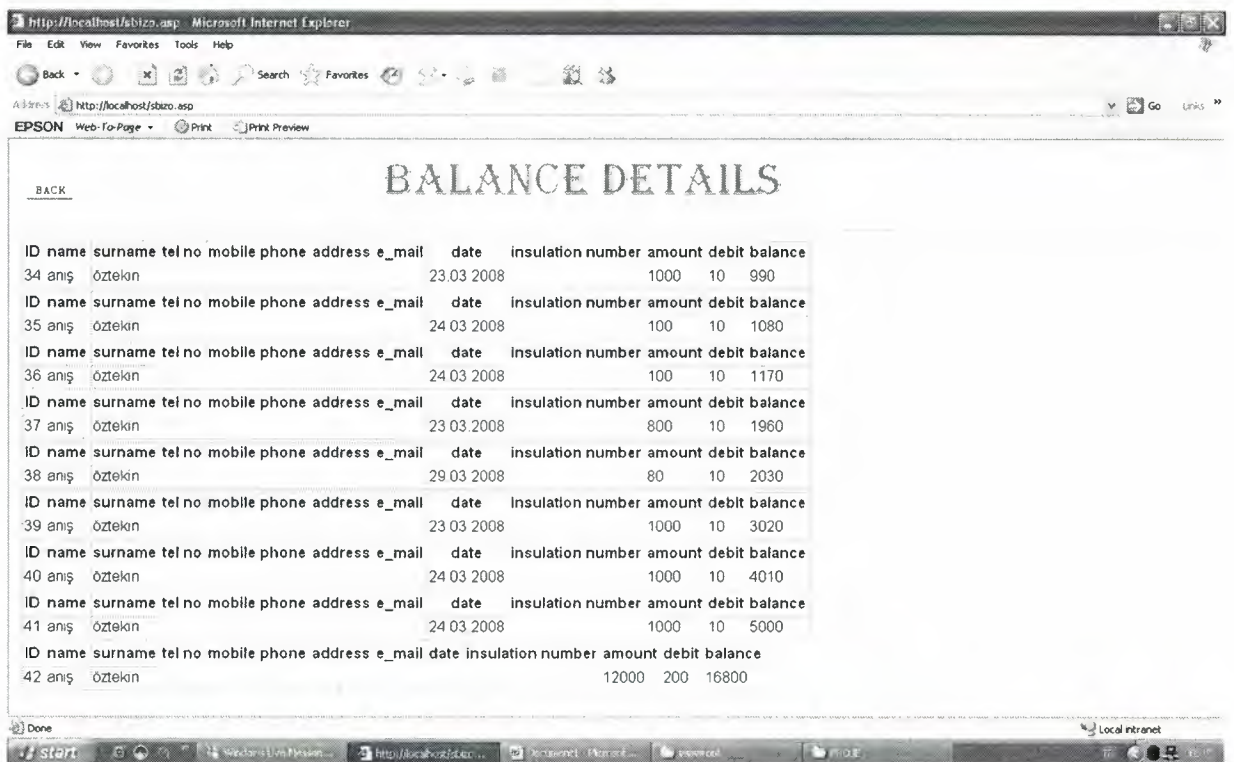 http://localhost/sbizo.asp Microsoft Internet Explorer
File Edit View Favorites Tools Help
Back Search Favorites
Address http://localhost/sbizo.asp Go Links »
EPSON Web-To-Page Print Print Preview
BACK
BALANCE DETAILS
ID name surname tel no mobile phone address e_mail date insulation number amount debit balance
34 anış öztekin 23.03 2008 1000 10 990
ID name surname tel no mobile phone address e_mail date insulation number amount debit balance
35 anış öztekin 24 03 2008 100 10 1080
ID name surname tel no mobile phone address e_mail date insulation number amount debit balance
36 anış öztekin 24 03 2008 100 10 1170
ID name surname tel no mobile phone address e_mail date insulation number amount debit balance
37 anış öztekin 23 03.2008 800 10 1960
ID name surname tel no mobile phone address e_mail date insulation number amount debit balance
38 anış öztekin 29 03 2008 80 10 2030
ID name surname tel no mobile phone address e_mail date insulation number amount debit balance
39 anış öztekin 23 03 2008 1000 10 3020
ID name surname tel no mobile phone address e_mail date insulation number amount debit balance
40 anış öztekin 24 03 2008 1000 10 4010
ID name surname tel no mobile phone address e_mail date insulation number amount debit balance
41 anış öztekin 24 03 2008 1000 10 5000
ID name surname tel no mobile phone address e_mail date insulation number amount debit balance
42 anış öztekin 12000 200 16800
Done Local intranet
start Windows Live Messen... http://localhost/sbizo... Document1 Microsof...